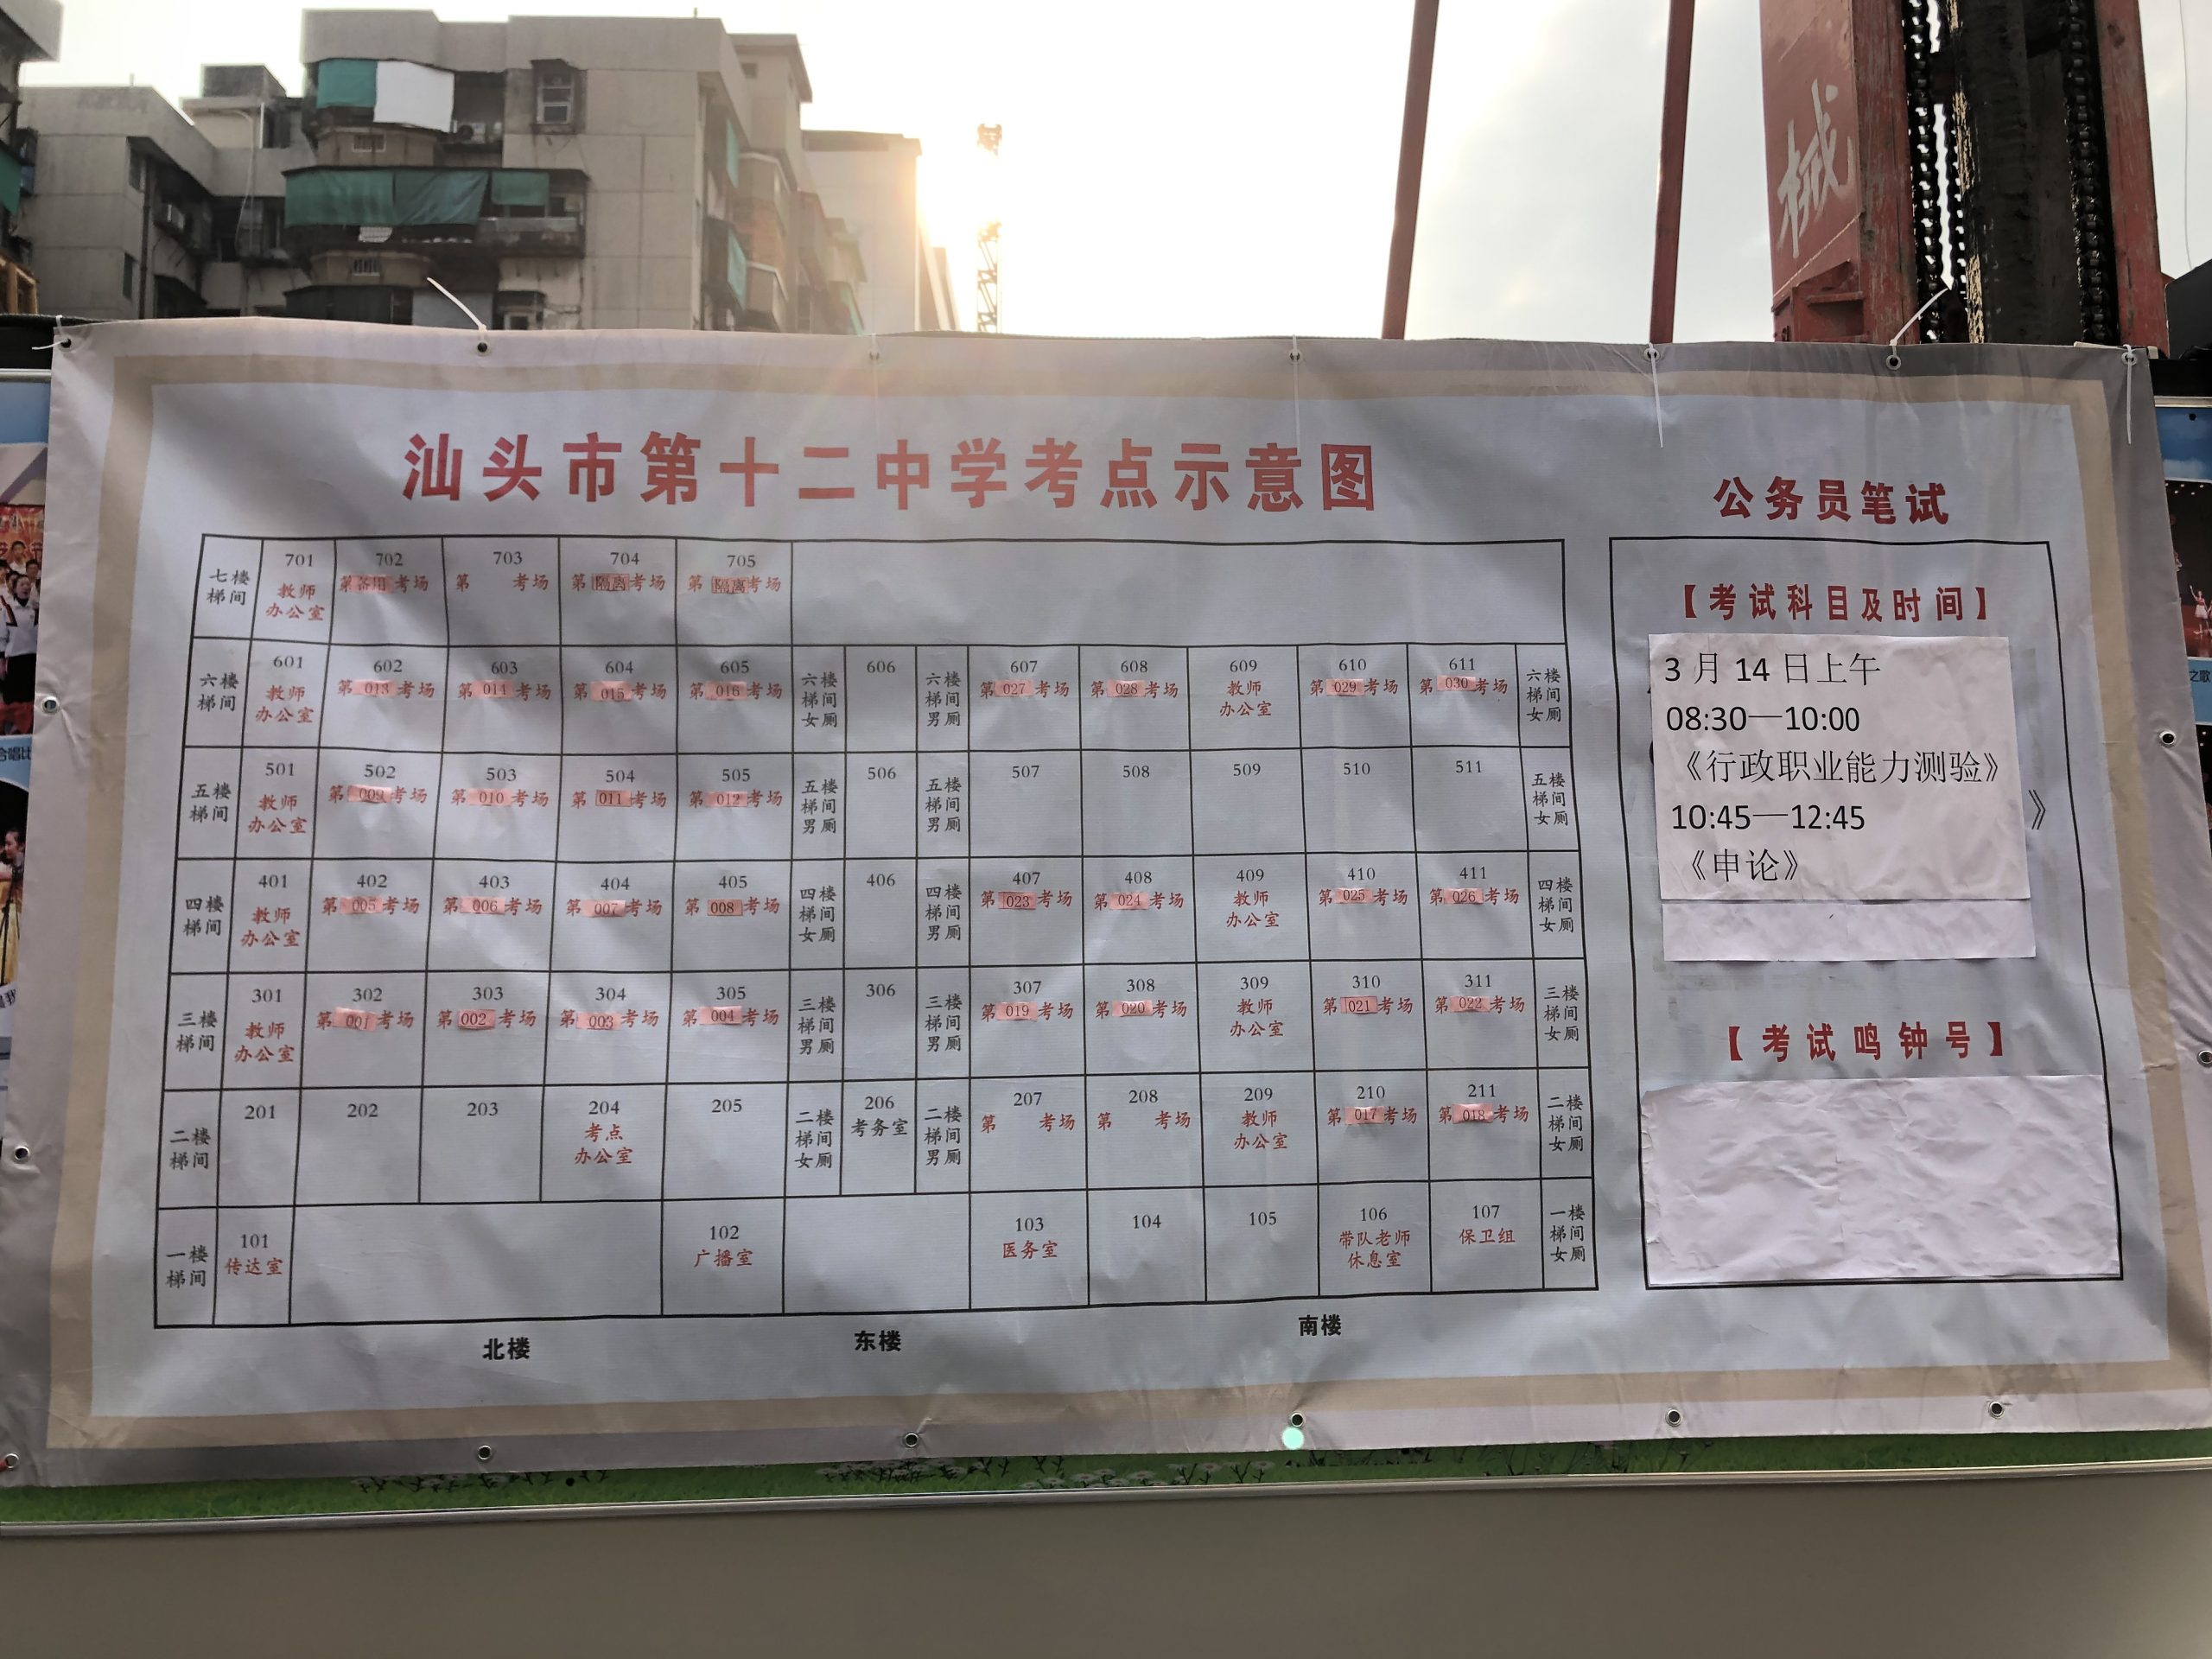 械
汕头市第十二中学考点示意图
公务员笔试
七楼
梯间
701
教师
办公室
702
第备用考场
703
第 考场
704
第隔离考场
705
第隔离考场
六楼
梯间
601
教师
办公室
602
第013考场
603
第014考场
604
第015考场
605
第016考场
六楼
梯间
女厕
606
六楼
梯间
男厕
607
第027考场
608
第028考场
609
教师
办公室
610
第029考场
611
第030考场
六楼
梯间
女厕
五楼
梯间
501
教师
办公室
502
第009考场
503
第010考场
504
第011考场
505
第012考场
五楼
梯间
男厕
506
五楼
梯间
男厕
507
508
509
510
511
五楼
梯间
女厕
四楼
梯间
401
教师
办公室
402
第005考场
403
第006考场
404
第007考场
405
第008考场
四楼
梯间
女厕
406
四楼
梯间
男厕
407
第023考场
408
第024考场
409
教师
办公室
410
第025考场
411
第026考场
四楼
梯间
女厕
三楼
梯间
301
教师
办公室
302
第001考场
303
第002考场
304
第003考场
305
第004考场
三楼
梯间
男厕
306
三楼
梯间
男厕
307
第019考场
308
第020考场
309
教师
办公室
310
第021考场
311
第022考场
三楼
梯间
女厕
二楼
梯间
201
202
203
204
考点
办公室
205
二楼
梯间
女厕
206
考务室
二楼
梯间
男厕
207
第 考场
208
第 考场
209
教师
办公室
210
第017考场
211
第018考场
二楼
梯间
女厕
一楼
梯间
101
传达室
102
广播室
103
医务室
104
105
106
带队老师
休息室
107
保卫组
一楼
梯间
女厕
北楼
东楼
南楼
【考试科目及时间】
3月14日上午
08:30—10:00
《行政职业能力测验》
10:45—12:45
》
《申论》
【考试鸣钟号】
合唱比
之歌